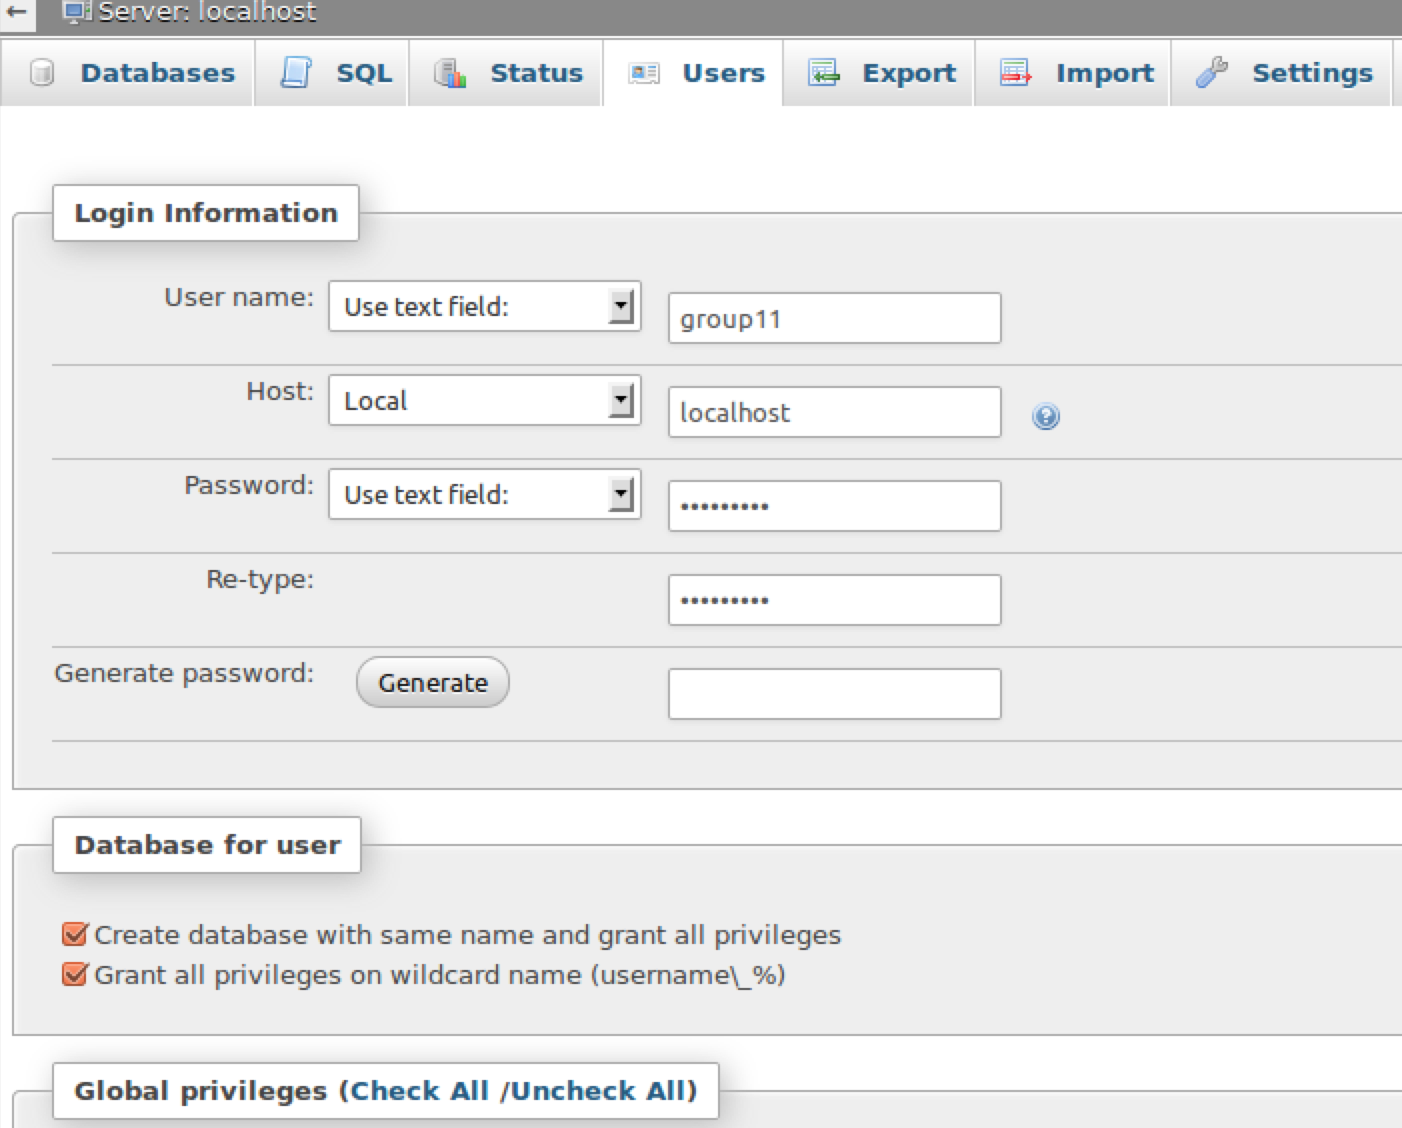 Server: localhost
Databases SQL Status Users Export Import Settings
Login Information
User name: Use text field: group11
Host: Local localhost
Password: Use text field: •••••••••
Re-type: •••••••••
Generate password: Generate
Database for user
Create database with same name and grant all privileges
Grant all privileges on wildcard name (username\_%)
Global privileges (Check All /Uncheck All)